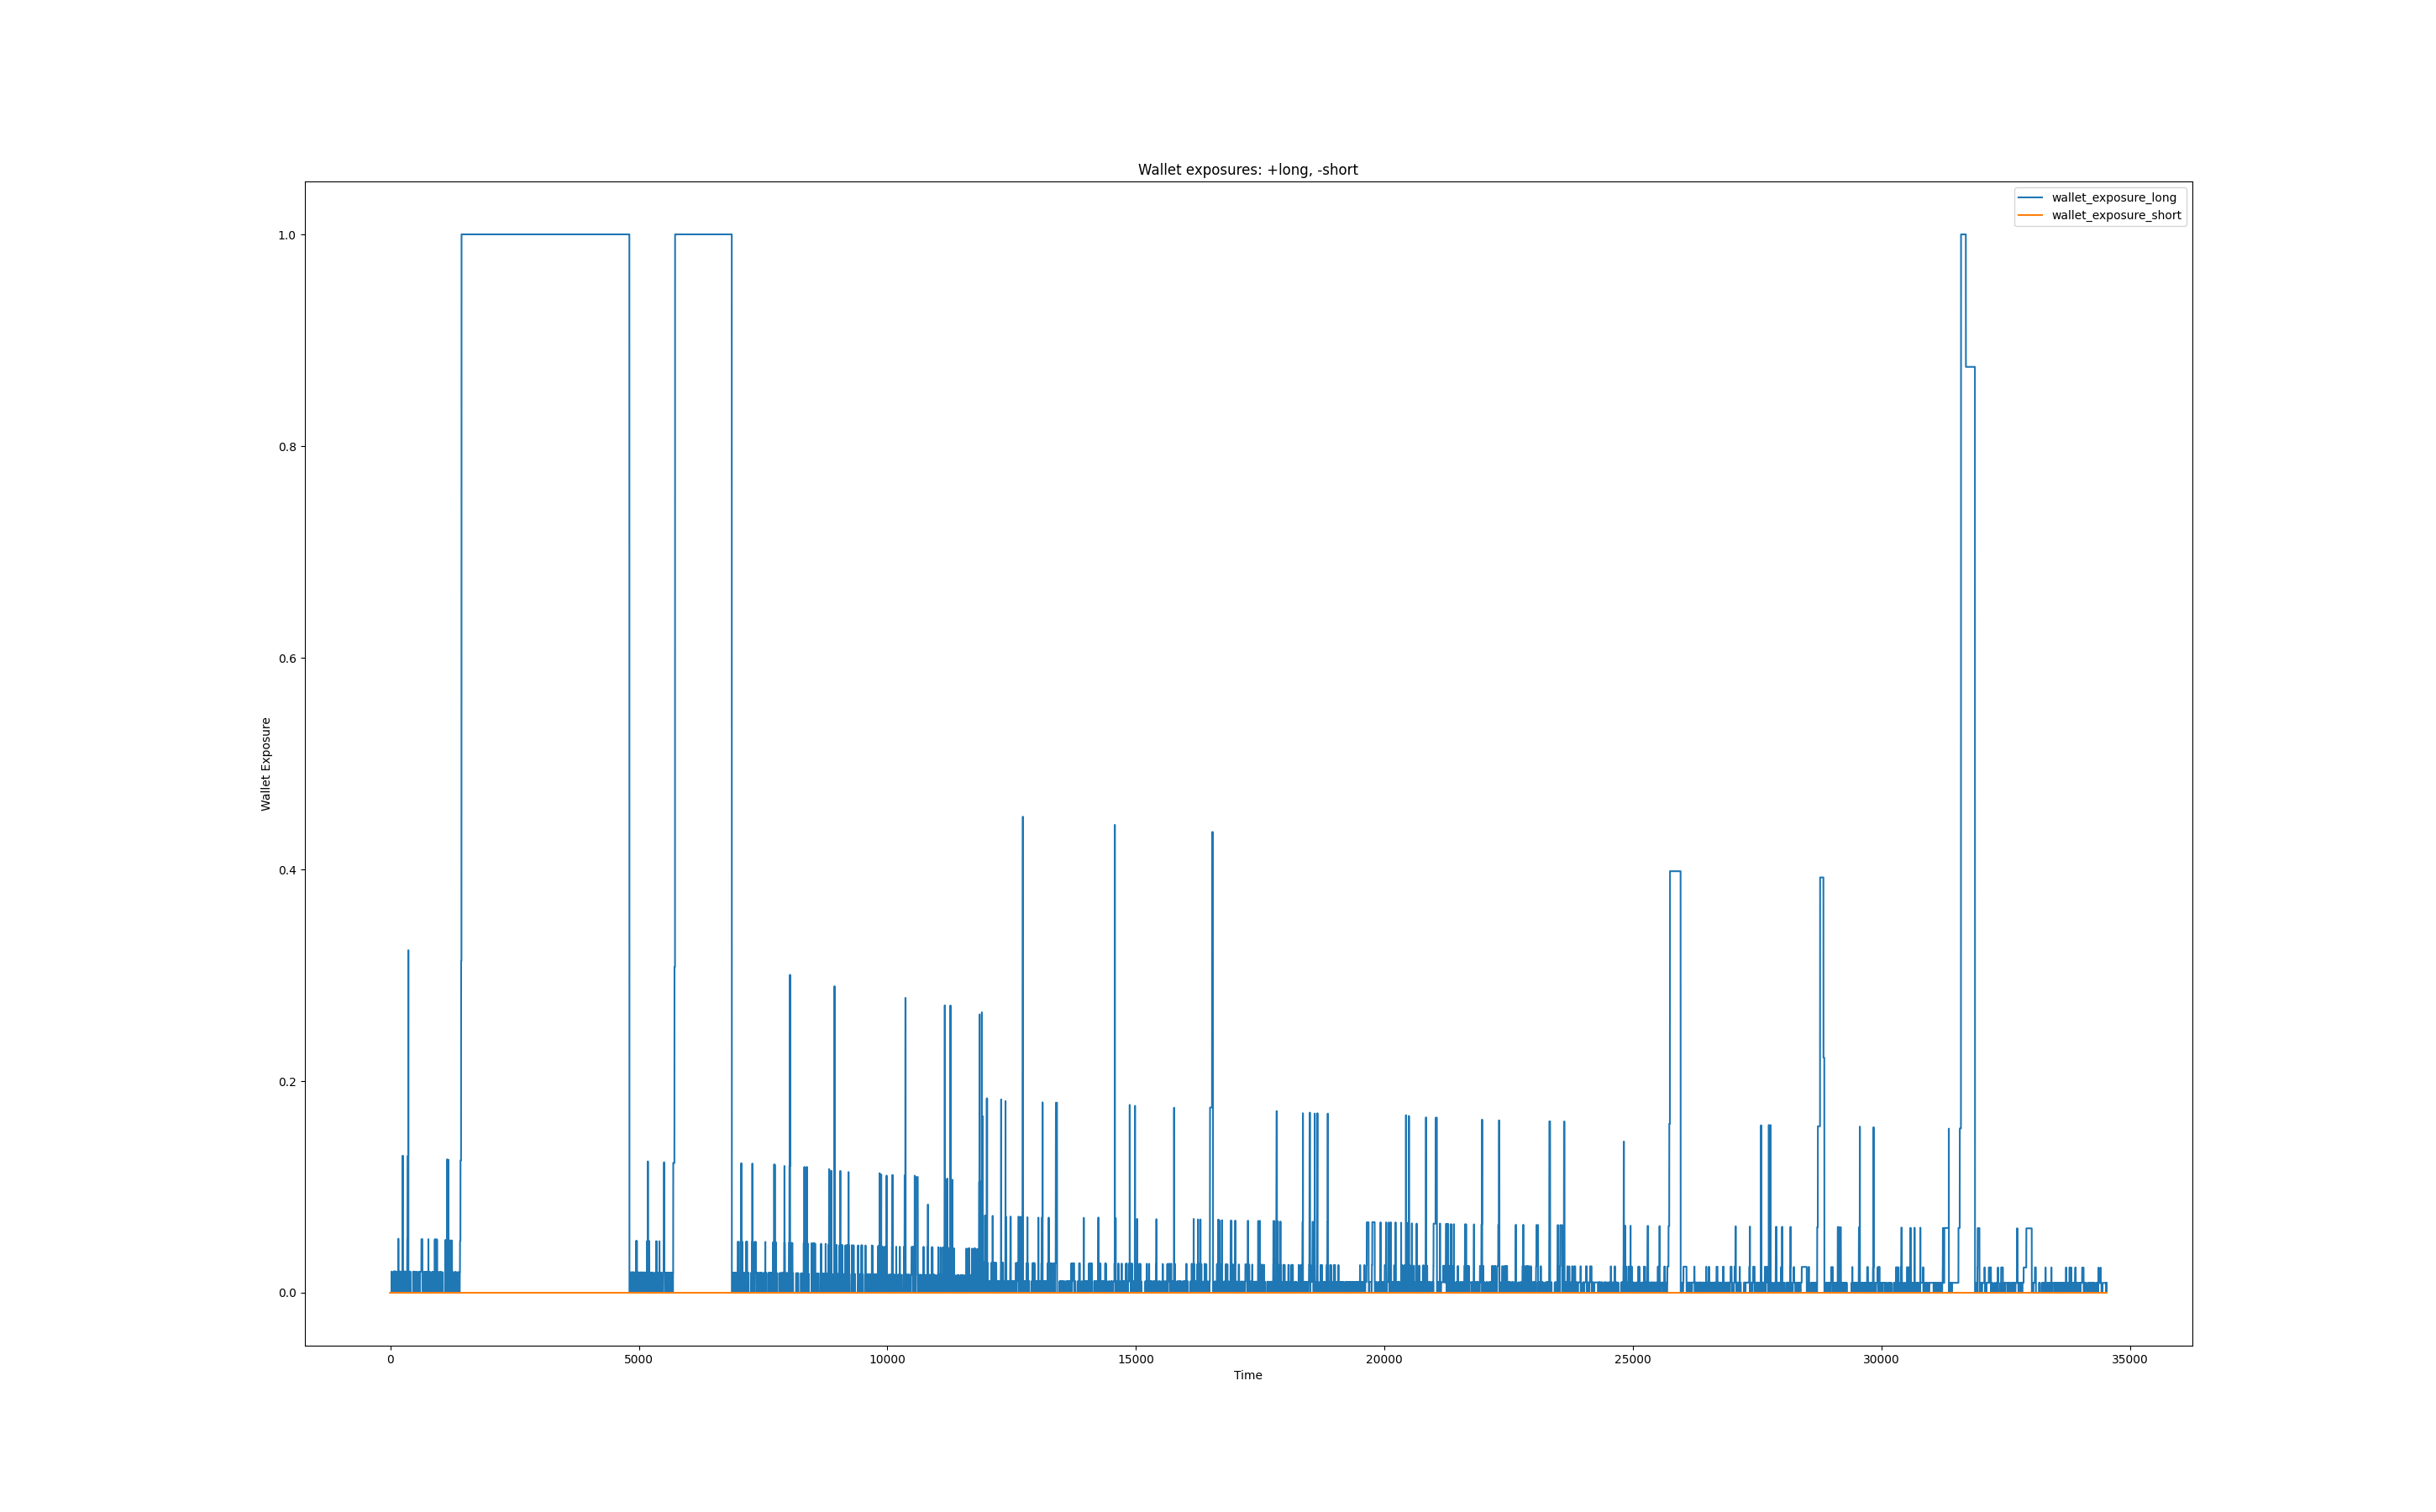 Wallet exposures: +long, -short
wallet_exposure_long
wallet_exposure_short
1.0
0.8
0.6
0.4
0.2
0.0
Wallet Exposure
0 5000 10000 15000 20000 25000 30000 35000
Time